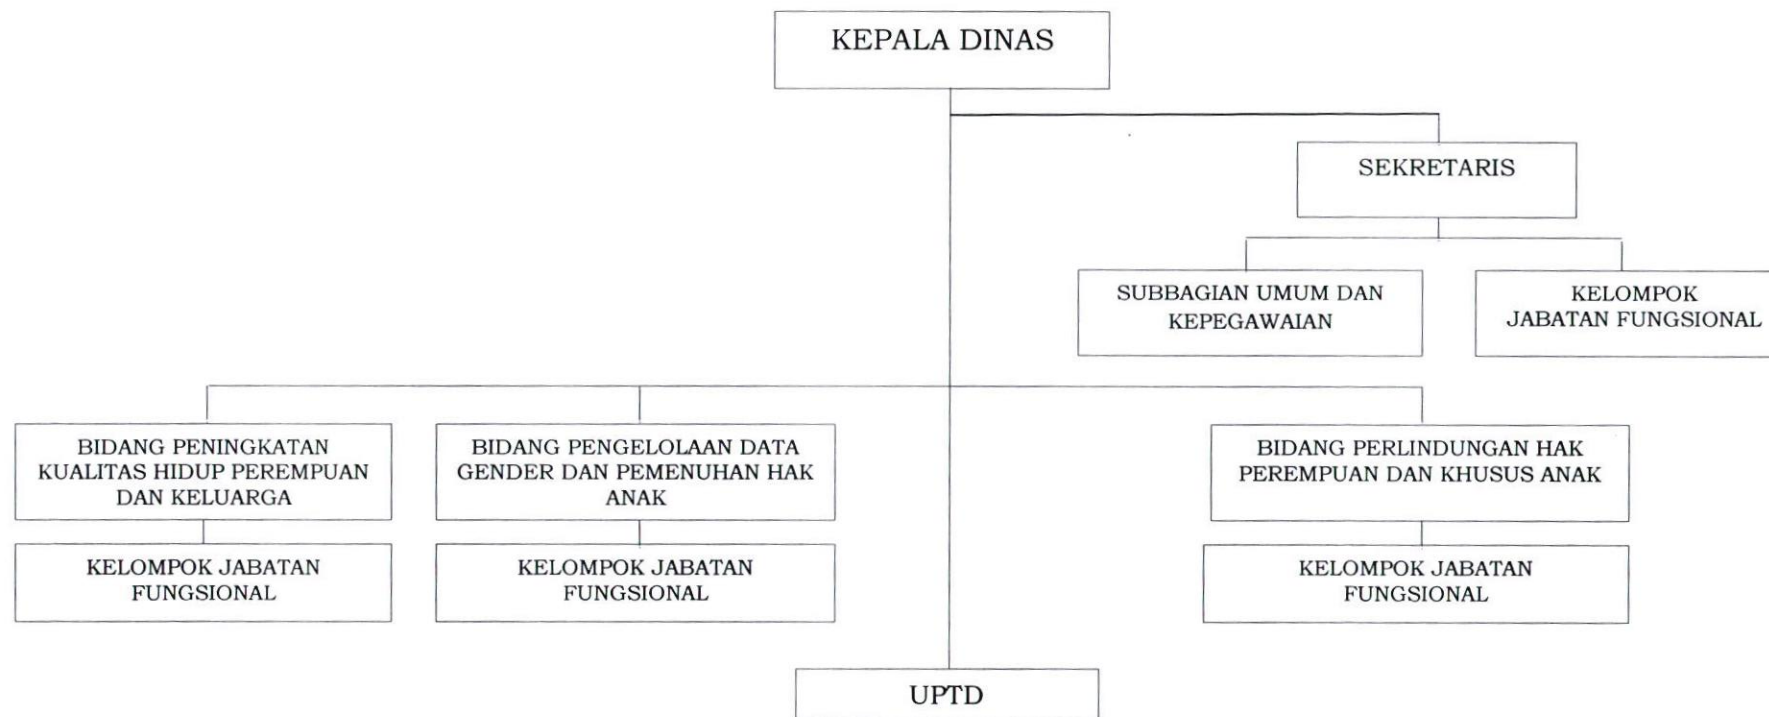 KEPALA DINAS
SEKRETARIS
SUBBAGIAN UMUM DAN
KEPEGAWAIAN
KELOMPOK
JABATAN FUNGSIONAL
BIDANG PENINGKATAN
KUALITAS HIDUP PEREMPUAN
DAN KELUARGA
BIDANG PENGELOLAAN DATA
GENDER DAN PEMENUHAN HAK
ANAK
BIDANG PERLINDUNGAN HAK
PEREMPUAN DAN KHUSUS ANAK
KELOMPOK JABATAN
FUNGSIONAL
KELOMPOK JABATAN
FUNGSIONAL
KELOMPOK JABATAN
FUNGSIONAL
UPTD